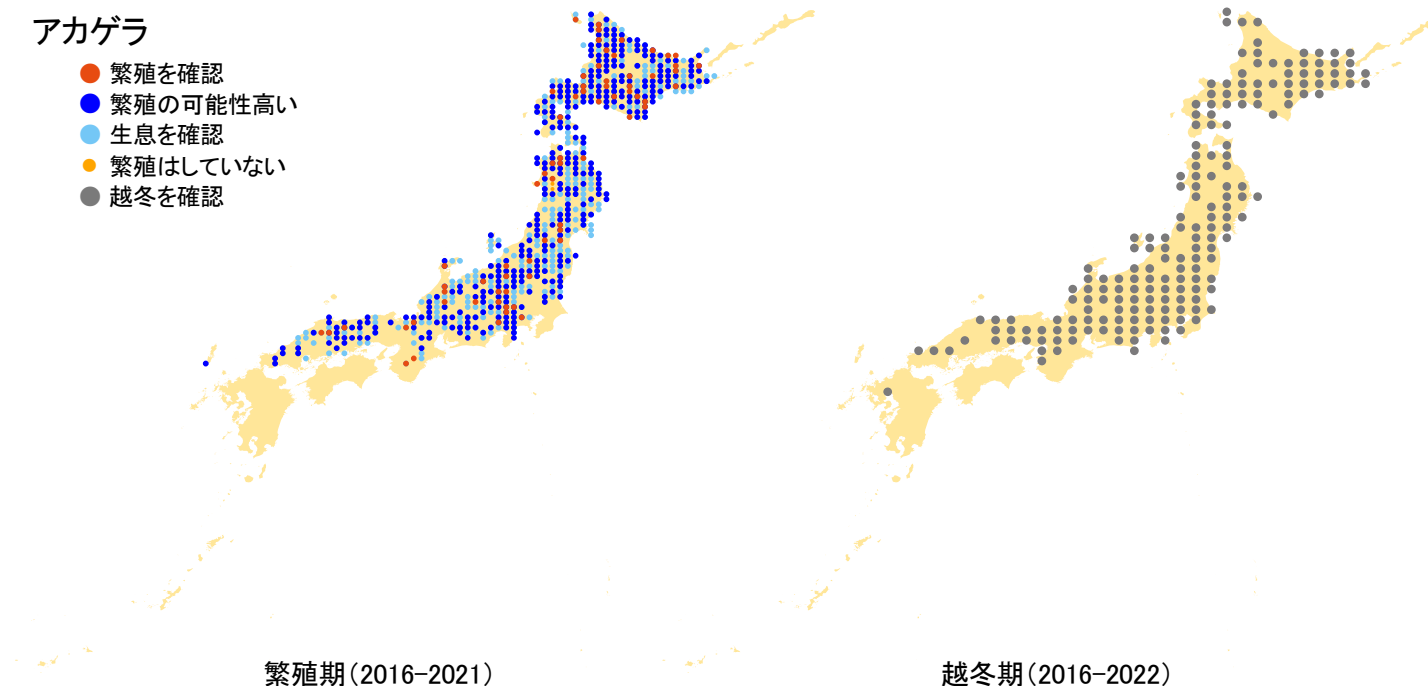 アカゲラ
繁殖を確認
繁殖の可能性高い
生息を確認
繁殖はしていない
越冬を確認
繁殖期（2016-2021）
越冬期（2016-2022）